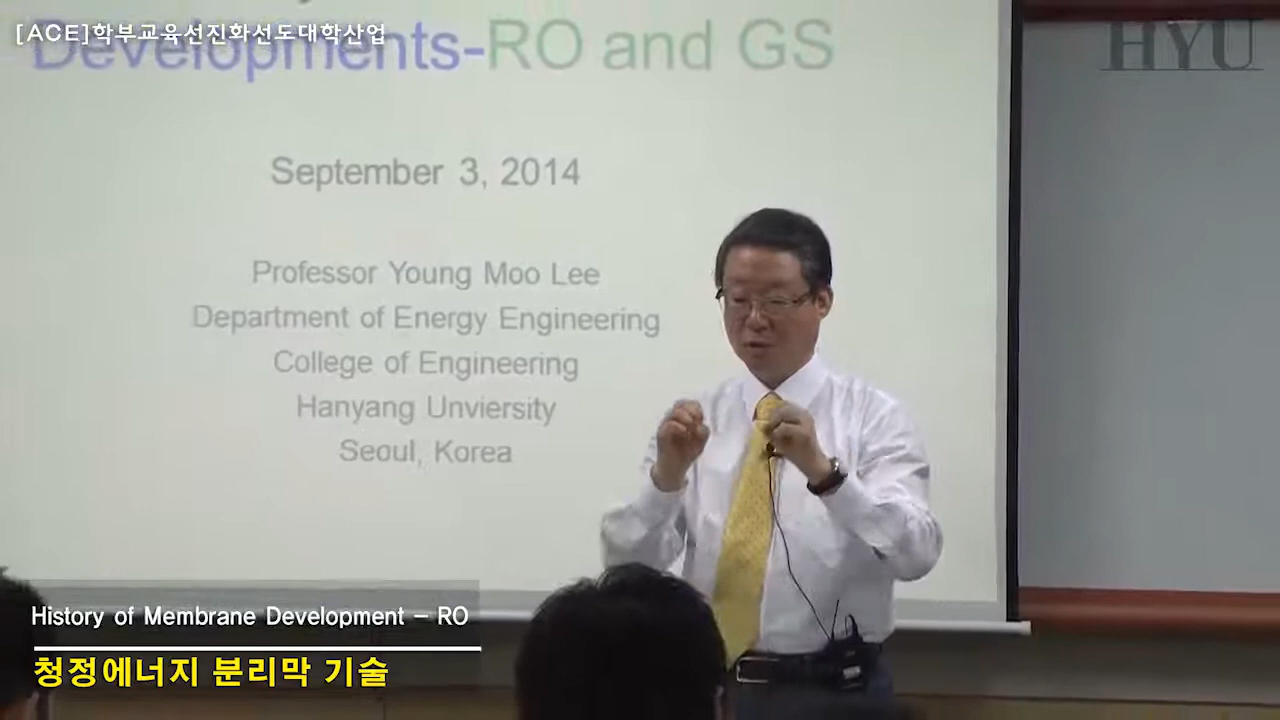 [ACE]학부교육선진화선도대학산업
HYU
Developments-RO and GS
September 3, 2014
Professor Young Moo Lee
Department of Energy Engineering
College of Engineering
Hanyang Unviersity
Seoul, Korea
History of Membrane Development - RO
청정에너지 분리막 기술